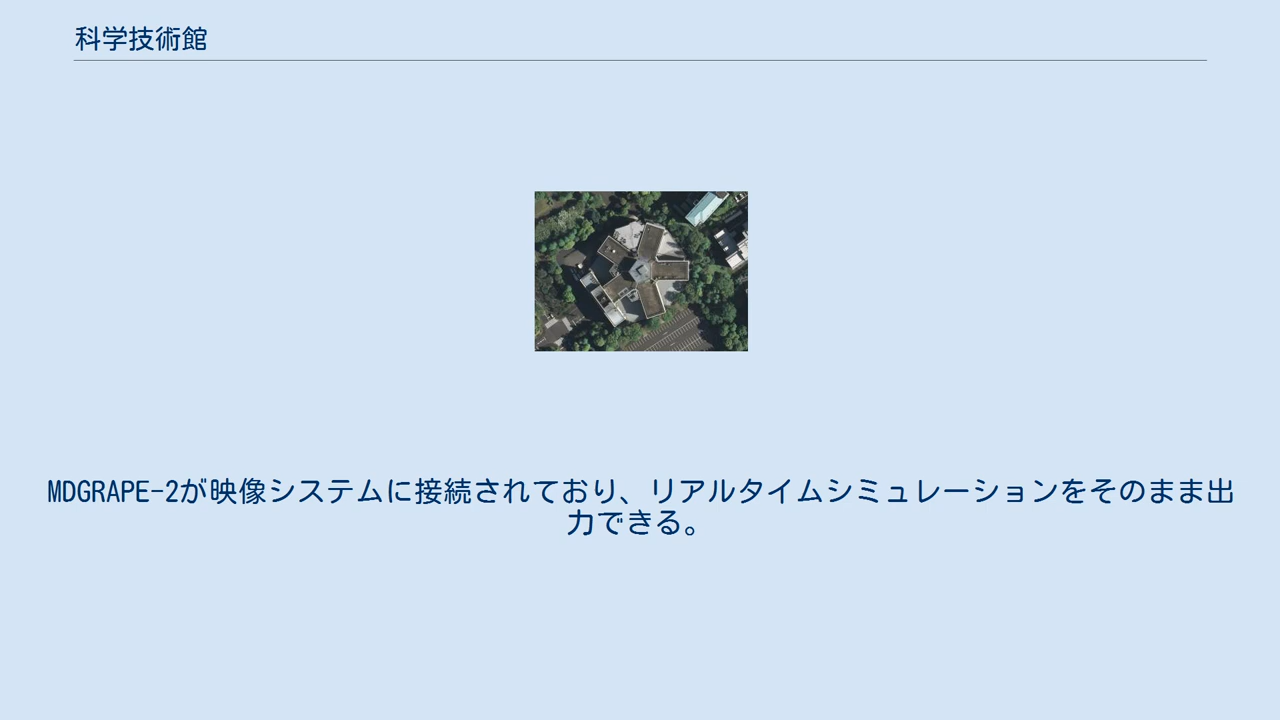 科学技術館
MDGRAPE-2が映像システムに接続されており、リアルタイムシミュレーションをそのまま出
力できる。